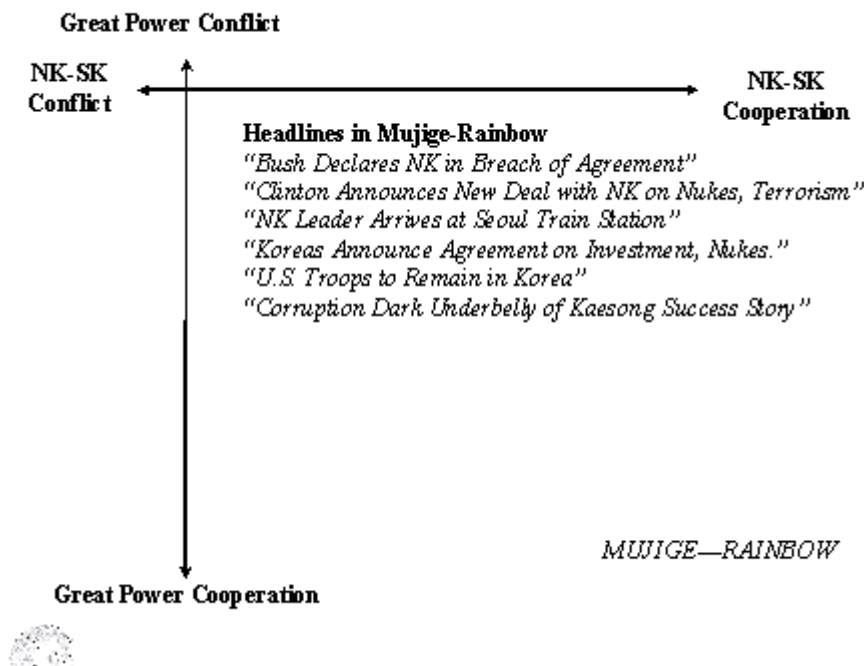 Great Power Conflict
NK-SK
Conflict
NK-SK
Cooperation
Headlines in Mujige-Rainbow
“Bush Declares NK in Breach of Agreement”
“Clinton Announces New Deal with NK on Nukes, Terrorism”
“NK Leader Arrives at Seoul Train Station”
“Koreas Announce Agreement on Investment, Nukes.”
“U.S. Troops to Remain in Korea”
“Corruption Dark Underbelly of Kaesong Success Story”
MUJIGE—RAINBOW
Great Power Cooperation